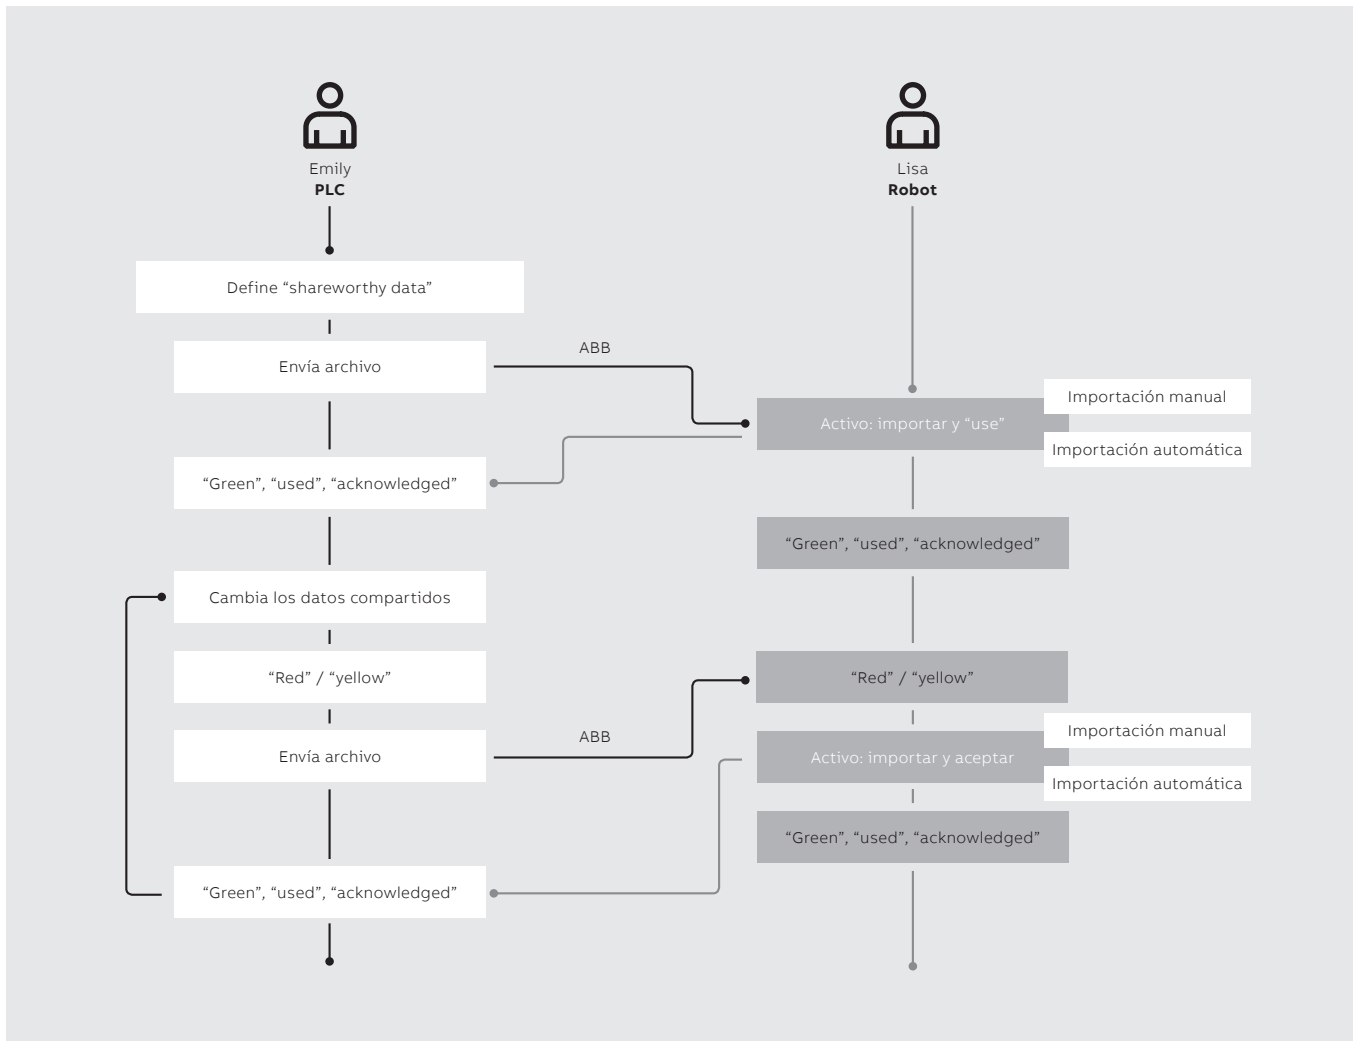 Emily
PLC
Lisa
Robot
Define “shareworthy data”
Envía archivo
ABB
Importación manual
Activo: importar y “use”
Importación automática
“Green”, “used”, “acknowledged”
“Green”, “used”, “acknowledged”
Cambia los datos compartidos
“Red” / “yellow”
“Red” / “yellow”
Envía archivo
ABB
Importación manual
Activo: importar y aceptar
Importación automática
“Green”, “used”, “acknowledged”
“Green”, “used”, “acknowledged”